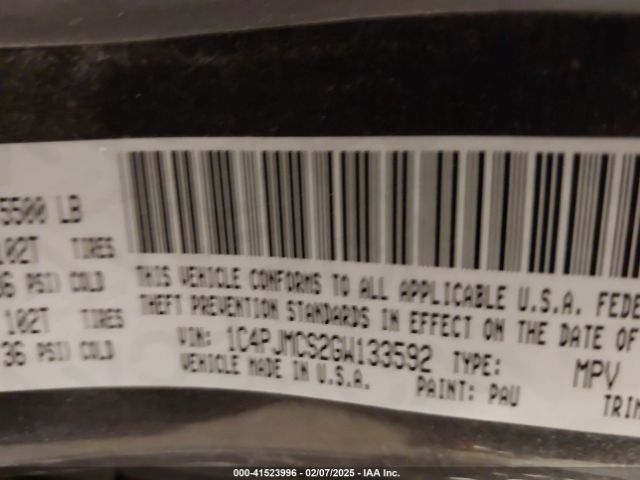 5500 LB
102T TIRES
36 PSI) COLD
102T TIRES
36 PSI) COLD
THIS VEHICLE CONFORMS TO ALL APPLICABLE U.S.A. FEDE
THEFT PREVENTION STANDARDS IN EFFECT ON THE DATE OF
VIN: 1C4PJMCS2GW133592 TYPE: MPV
VEHICLE MADE IN U.S.A. PAINT: PAU TRIM
000-41523996 - 02/07/2025 - IAA Inc.